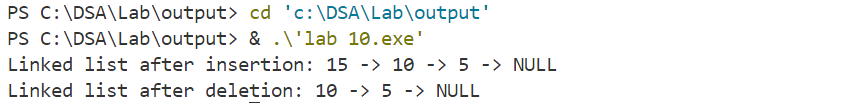 PS C:\DSA\Lab\output> cd 'c:\DSA\Lab\output'
PS C:\DSA\Lab\output> & .\'lab 10.exe'
Linked list after insertion: 15 -> 10 -> 5 -> NULL
Linked list after deletion: 10 -> 5 -> NULL